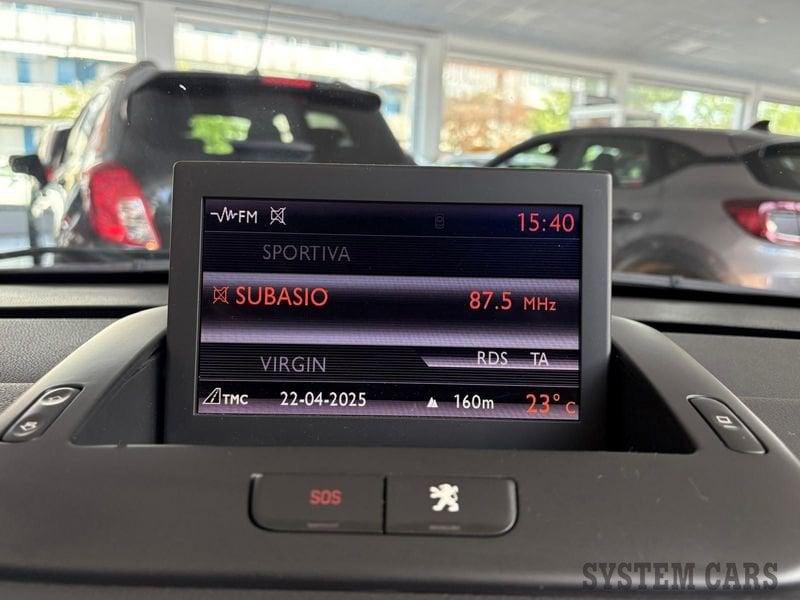 FM 15:40
SPORTIVA
SUBASIO 87.5 MHz
VIRGIN RDS TA
TMC 22-04-2025 160m 23° C
SOS
SYSTEM CARS